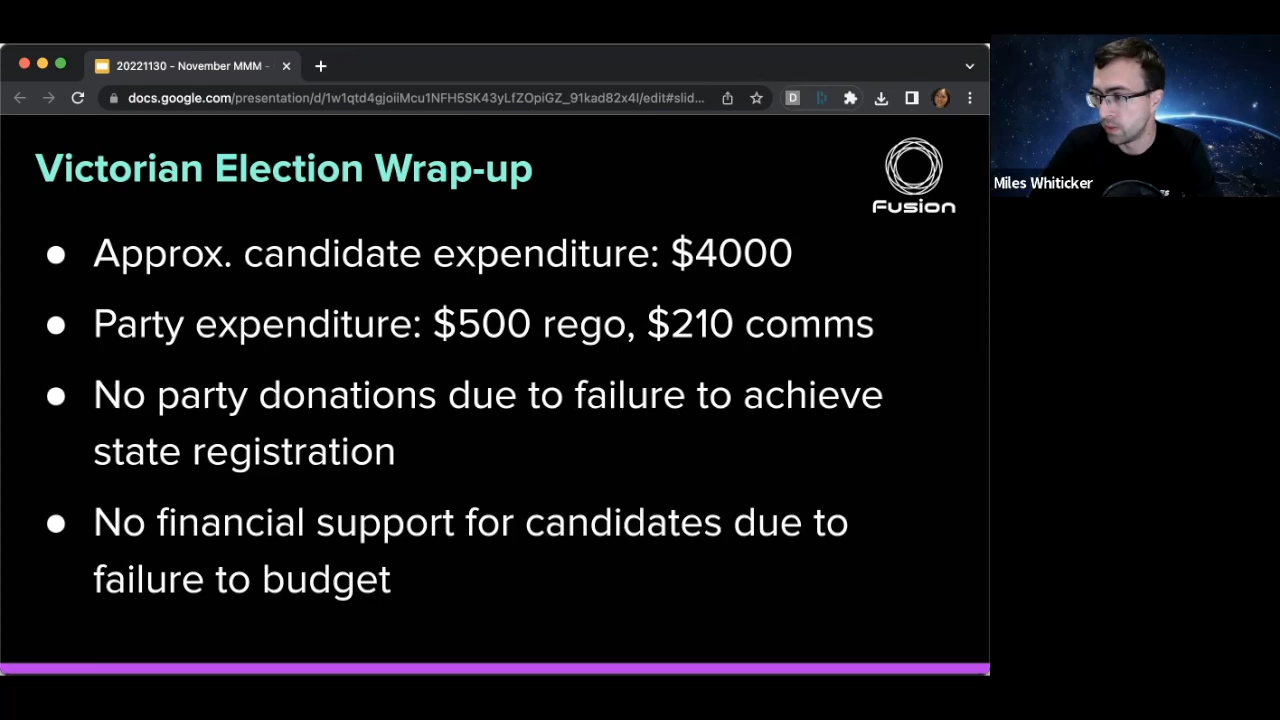 20221130 - November MMM -
docs.google.com/presentation/d/1w1qtd4gjoiiMcu1NFH5SK43yLfZOpiGZ_91kad82x4I/edit#slid...
D
Victorian Election Wrap-up
Fusion
Miles Whiticker
● Approx. candidate expenditure: $4000
● Party expenditure: $500 rego, $210 comms
● No party donations due to failure to achieve
state registration
● No financial support for candidates due to
failure to budget